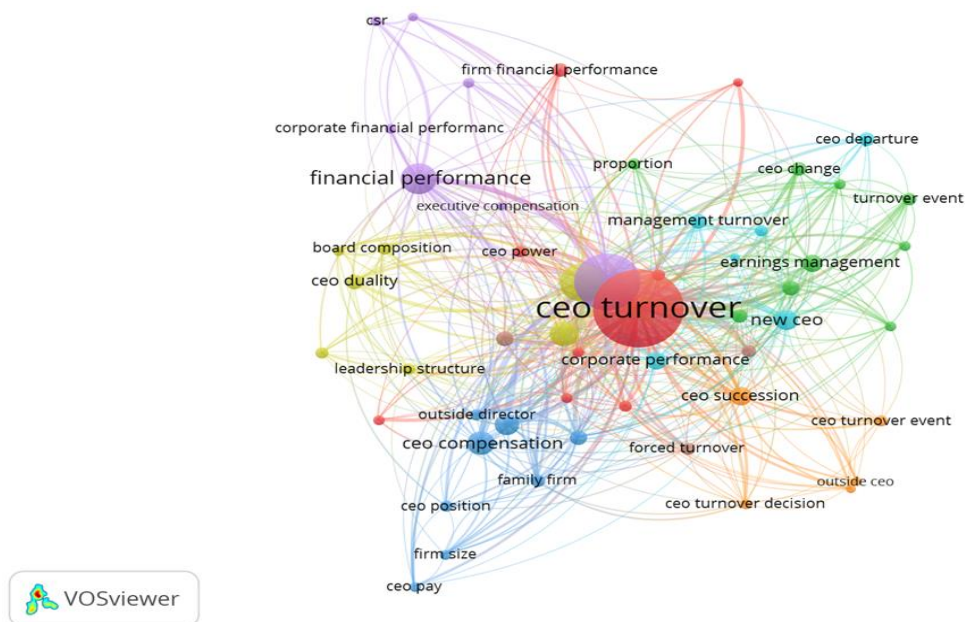 csr
firm financial performance
corporate financial performanc
ceo departure
proportion
ceo change
financial performance
turnover event
executive compensation
management turnover
board composition
ceo power
earnings management
ceo duality
ceo turnover
new ceo
corporate performance
leadership structure
ceo succession
outside director
ceo turnover event
ceo compensation
forced turnover
family firm
outside ceo
ceo position
ceo turnover decision
firm size
ceo pay
VOSviewer